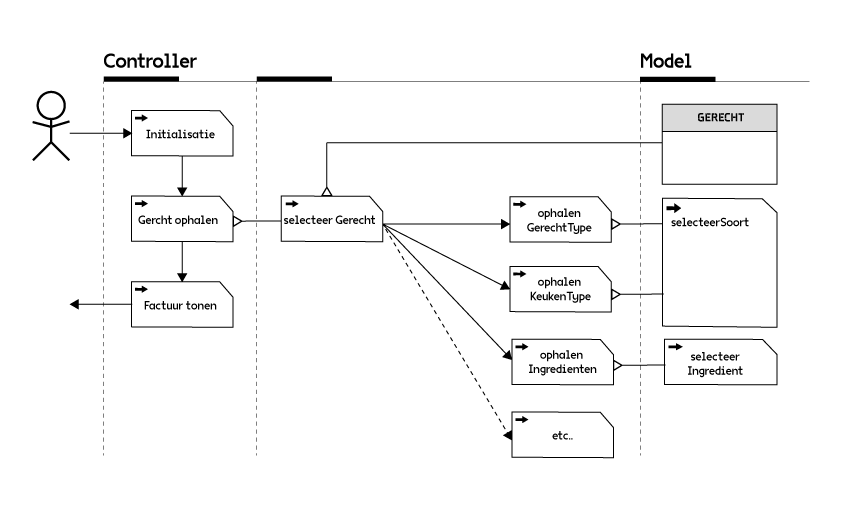 Controller
Model
Initialisatie
GERECHT
Gercht ophalen
selecteer Gerecht
ophalen
GerechtType
selecteerSoort
ophalen
KeukenType
Factuur tonen
ophalen
Ingredienten
selecteer
Ingredient
etc..